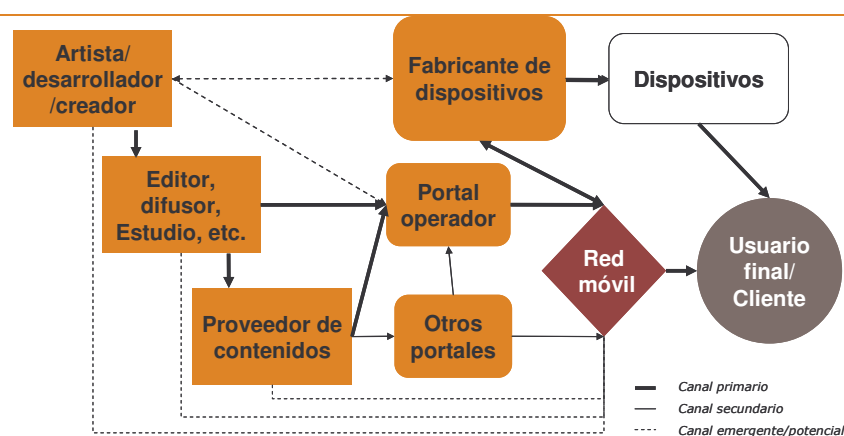 Artista/
desarrollador
/creador
Fabricante de
dispositivos
Dispositivos
Editor,
difusor,
Estudio, etc.
Portal
operador
Red
móvil
Usuario
final/
Cliente
Proveedor de
contenidos
Otros
portales
Canal primario
Canal secundario
Canal emergente/potencial